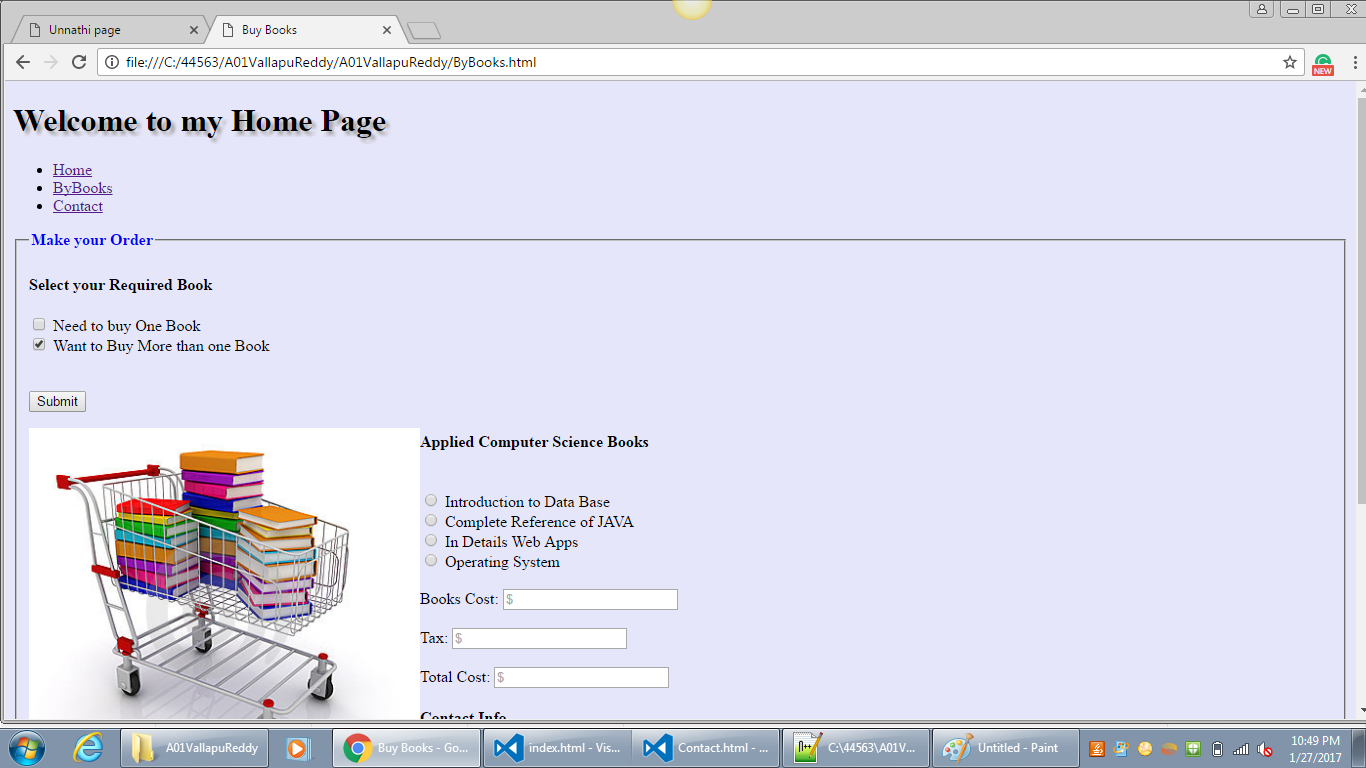 Unnathi page
Buy Books
file:///C:/44563/A01VallapuReddy/A01VallapuReddy/ByBooks.html
NEW
Welcome to my Home Page
Home
ByBooks
Contact
Make your Order
Select your Required Book
Need to buy One Book
Want to Buy More than one Book
Submit
Applied Computer Science Books
Introduction to Data Base
Complete Reference of JAVA
In Details Web Apps
Operating System
Books Cost: $
Tax: $
Total Cost: $
Contact Info
A01VallapuReddy
Buy Books - Go...
index.html - Vis...
Contact.html - ...
C:\44563\A01V...
Untitled - Paint
10:49 PM
1/27/2017